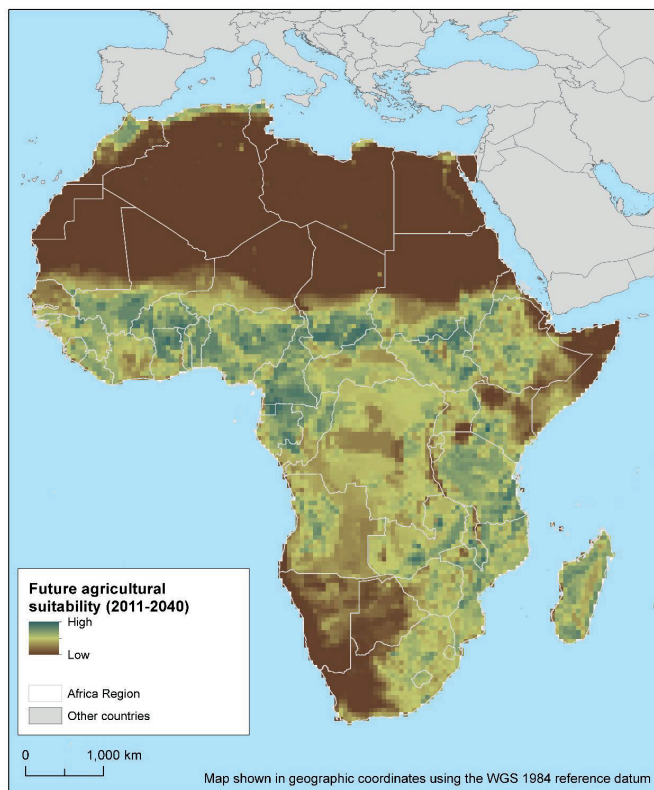 Future agricultural
suitability (2011-2040)
High
Low
Africa Region
Other countries
0 1,000 km
Map shown in geographic coordinates using the WGS 1984 reference datum